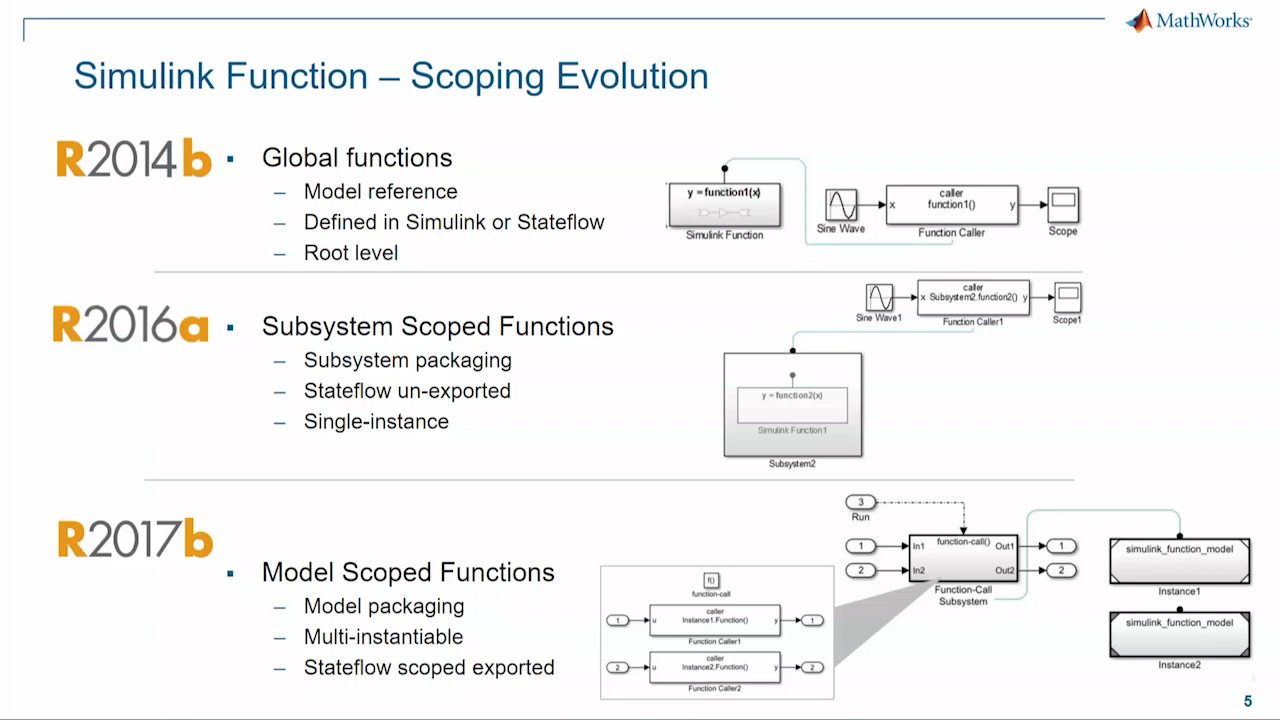 MathWorks®
Simulink Function – Scoping Evolution
R2014b
▪ Global functions
– Model reference
– Defined in Simulink or Stateflow
– Root level
y = function1(x)
Simulink Function
Sine Wave
caller
x function1() y
Function Caller
Scope
R2016a
▪ Subsystem Scoped Functions
– Subsystem packaging
– Stateflow un-exported
– Single-instance
Sine Wave1
caller
x Subsystem2.function2() y
Function Caller1
Scope1
y = function2(x)
Simulink Function1
Subsystem2
R2017b
▪ Model Scoped Functions
– Model packaging
– Multi-instantiable
– Stateflow scoped exported
f()
function-call
caller
1 u Instance1.Function() y 1
Function Caller1
caller
2 u Instance2.Function() y 2
Function Caller2
3
Run
function-call()
1 In1 Out1 1
2 In2 Out2 2
Function-Call
Subsystem
simulink_function_model
Instance1
simulink_function_model
Instance2
5